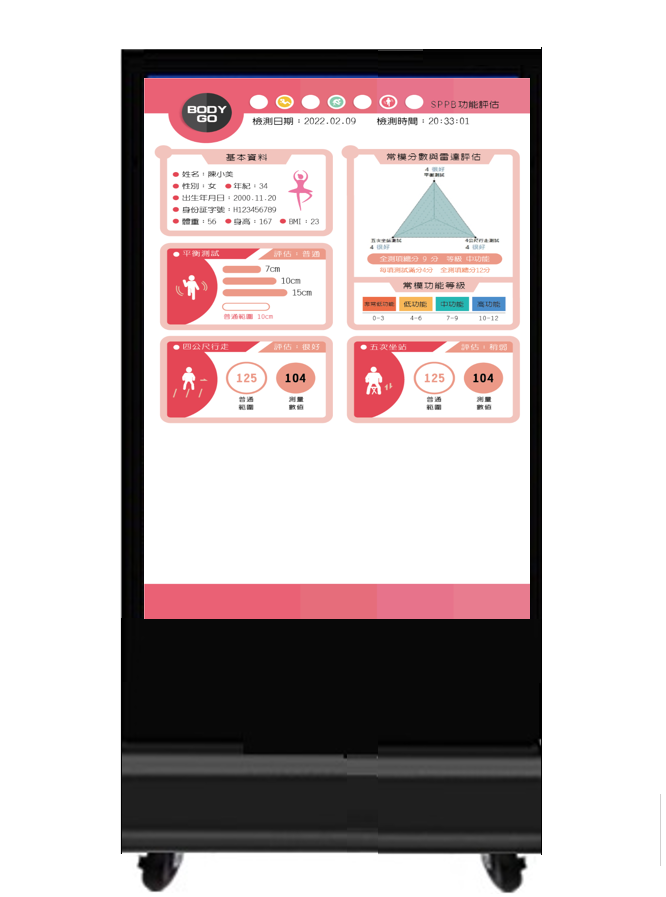 BODY GO
SPPB功能評估
檢測日期：2022.02.09 檢測時間：20:33:01
基本資料
姓名：陳小美
性別：女 年紀：34
出生年月日：2000.11.20
身份証字號：H123456789
體重：56 身高：167 BMI：23
常模分數與雷達評估
4 很好
平衡測試
五次坐站測試
4 很好
4公尺行走測試
4 很好
全測項總分 9 分 等級 中功能
每項測試滿分4分 全測項總分12分
常模功能等級
非常低功能 低功能 中功能 高功能
0-3 4-6 7-9 10-12
平衡測試 評估：普通
7cm
10cm
15cm
普通範圍 10cm
四公尺行走 評估：很好
125 104
普通範圍 測量數值
五次坐站 評估：稍弱
125 104
普通範圍 測量數值